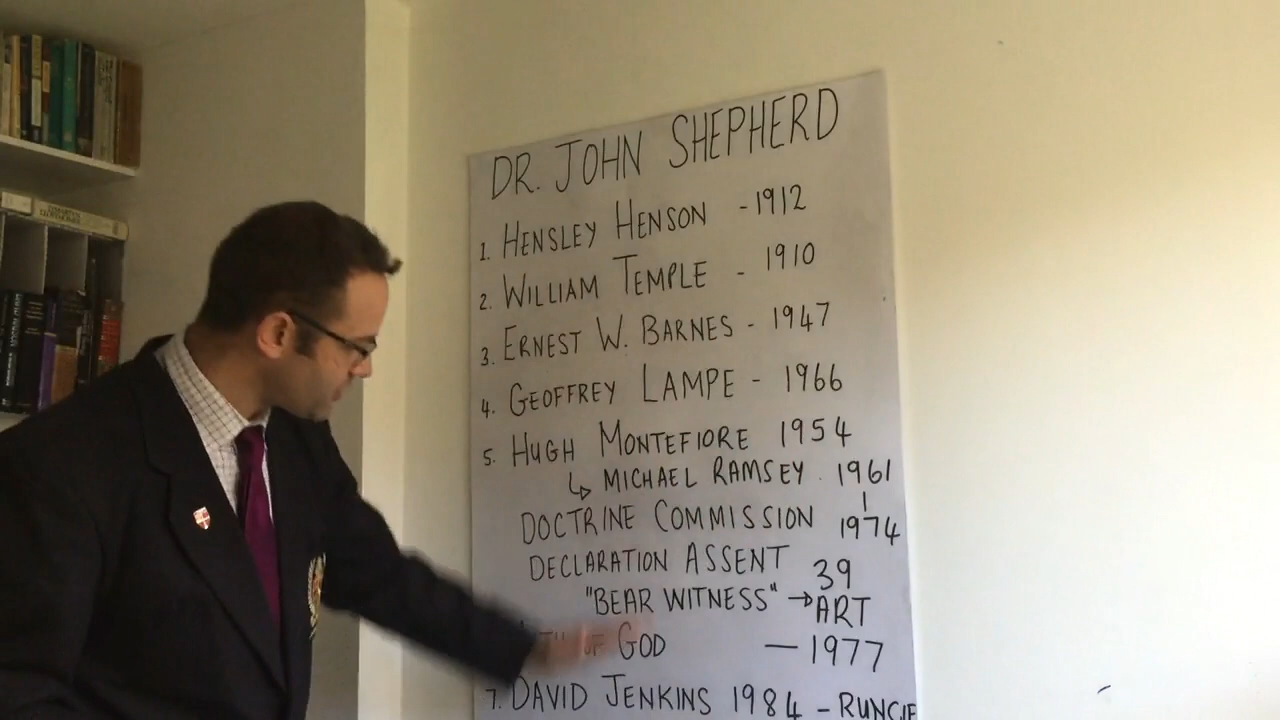 DR. JOHN SHEPHERD
1. HENSLEY HENSON - 1912
2. WILLIAM TEMPLE - 1910
3. ERNEST W. BARNES - 1947
4. GEOFFREY LAMPE - 1966
5. HUGH MONTEFIORE 1954
↳ MICHAEL RAMSEY . 1961
DOCTRINE COMMISSION 1974
DECLARATION ASSENT 39
"BEAR WITNESS" → ART
OF GOD — 1977
7. DAVID JENKINS 1984 - RUNCIE